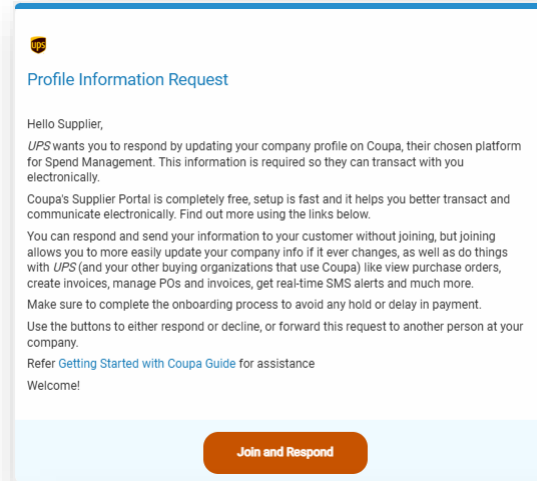 ups
Profile Information Request
Hello Supplier,
UPS wants you to respond by updating your company profile on Coupa, their chosen platform
for Spend Management. This information is required so they can transact with you
electronically.
Coupa's Supplier Portal is completely free, setup is fast and it helps you better transact and
communicate electronically. Find out more using the links below.
You can respond and send your information to your customer without joining, but joining
allows you to more easily update your company info if it ever changes, as well as do things
with UPS (and your other buying organizations that use Coupa) like view purchase orders,
create invoices, manage POs and invoices, get real-time SMS alerts and much more.
Make sure to complete the onboarding process to avoid any hold or delay in payment.
Use the buttons to either respond or decline, or forward this request to another person at your
company.
Refer Getting Started with Coupa Guide for assistance
Welcome!
Join and Respond